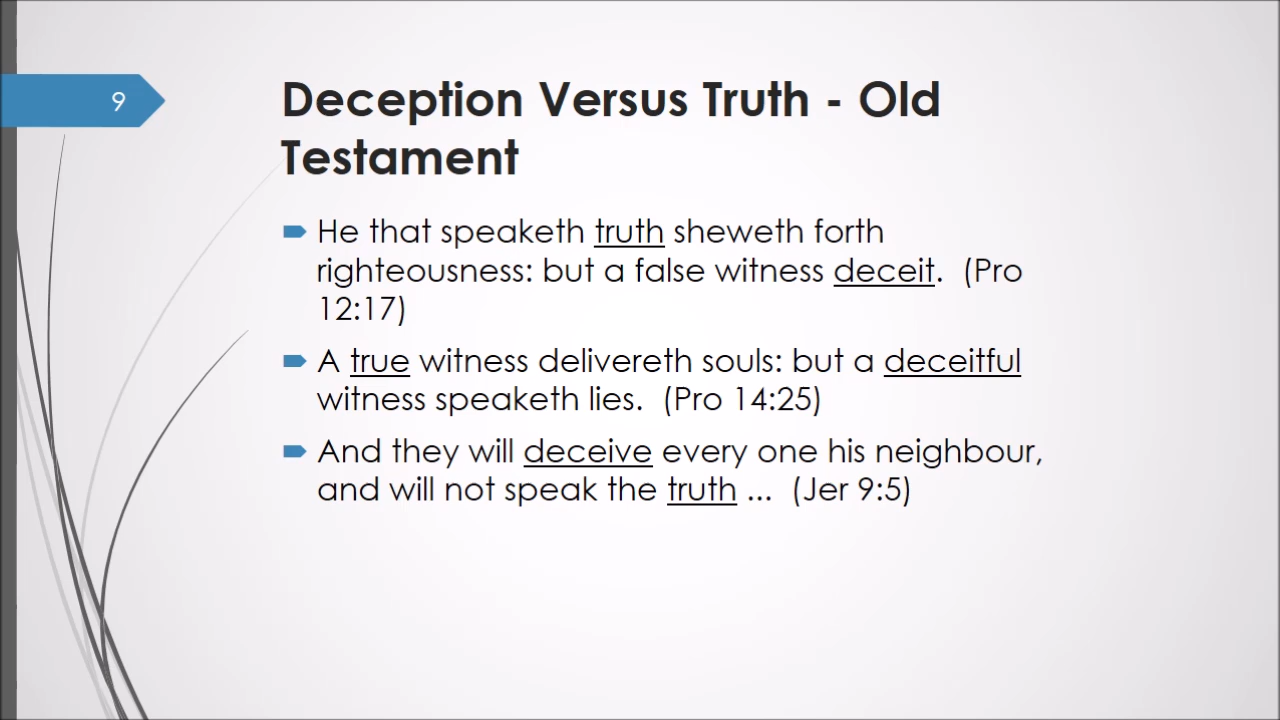 9
Deception Versus Truth - Old
Testament
He that speaketh truth sheweth forth
righteousness: but a false witness deceit.  (Pro
12:17)
A true witness delivereth souls: but a deceitful
witness speaketh lies.  (Pro 14:25)
And they will deceive every one his neighbour,
and will not speak the truth ...  (Jer 9:5)